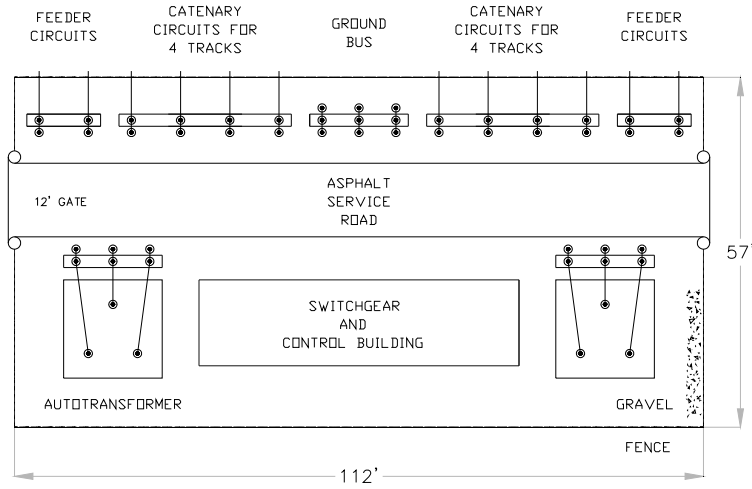 FEEDER
CIRCUITS
CATENARY
CIRCUITS FOR
4 TRACKS
GROUND
BUS
CATENARY
CIRCUITS FOR
4 TRACKS
FEEDER
CIRCUITS
12' GATE
ASPHALT
SERVICE
ROAD
57'
SWITCHGEAR
AND
CONTROL BUILDING
AUTOTRANSFORMER
GRAVEL
FENCE
112'